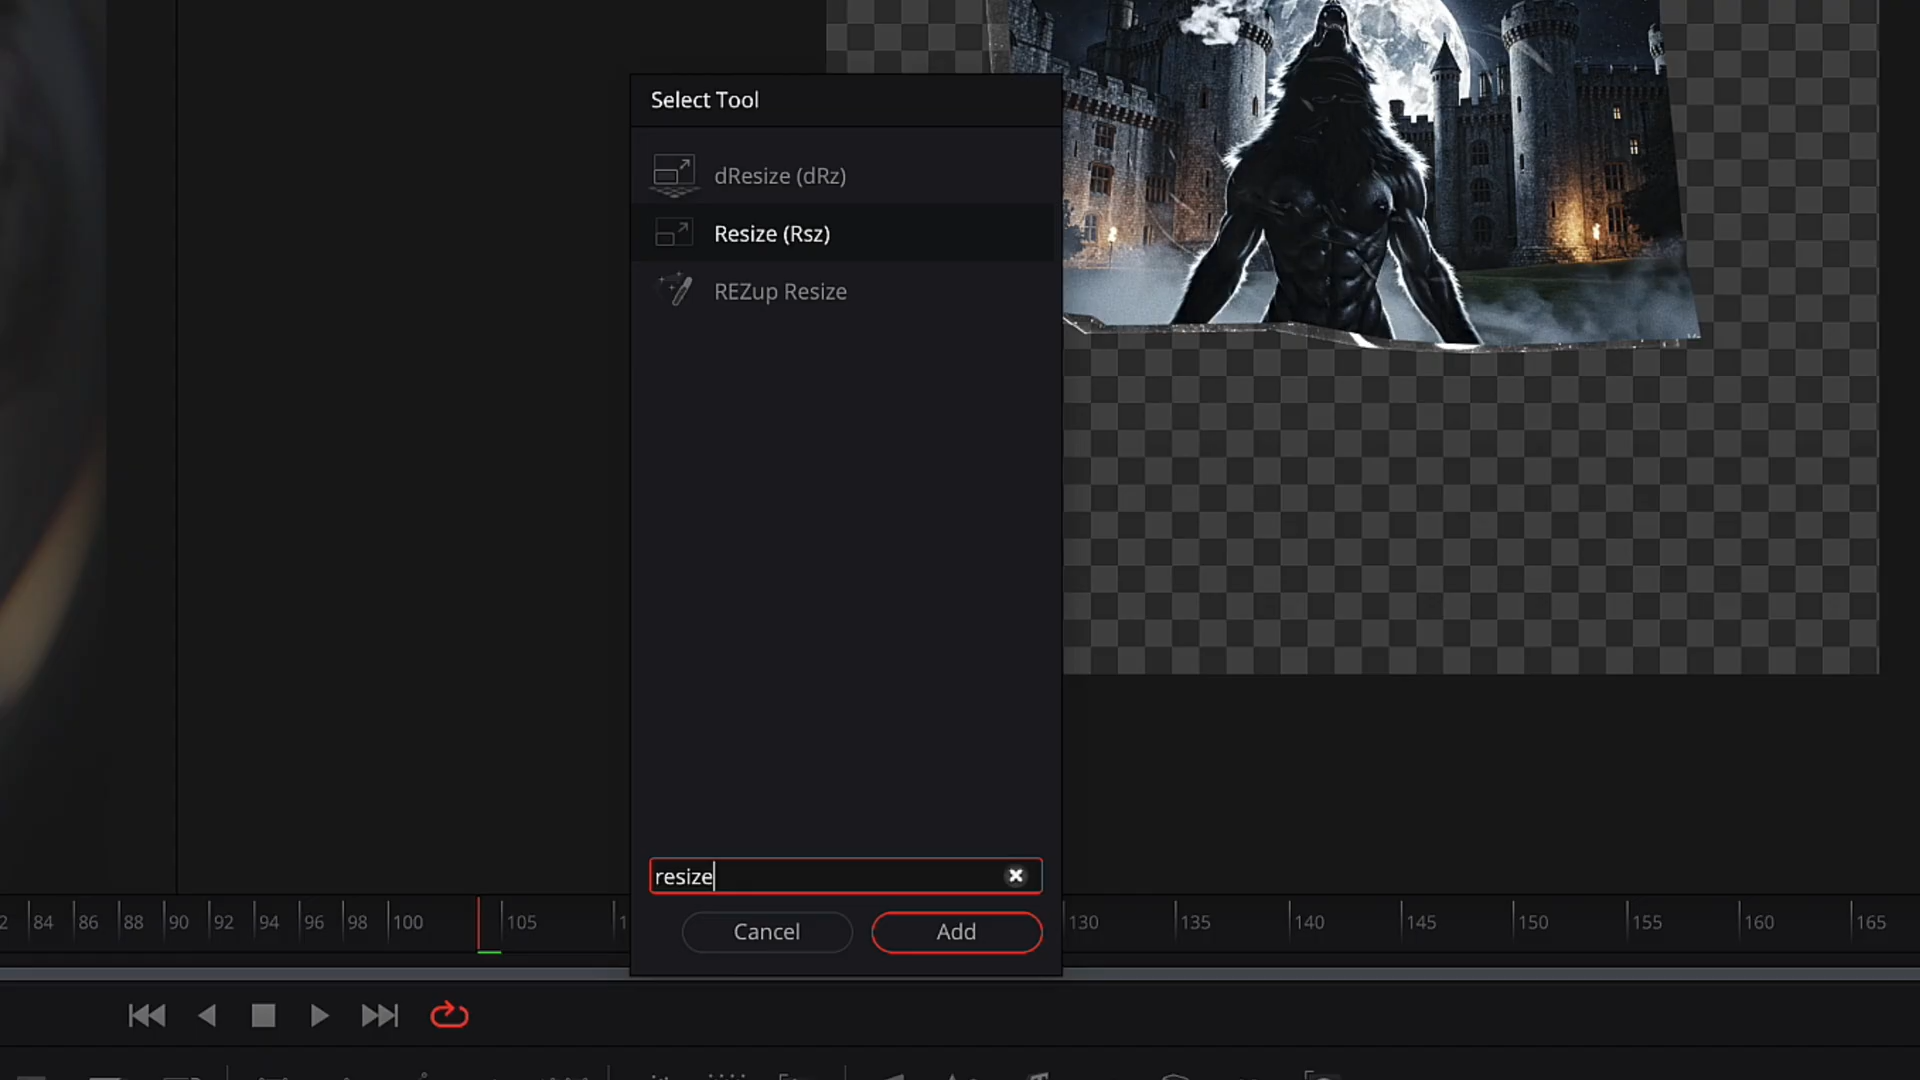 Select Tool
dResize (dRz)
Resize (Rsz)
REZup Resize
resize
Cancel
Add
84 86 88 90 92 94 96 98 100 105 130 135 140 145 150 155 160 165